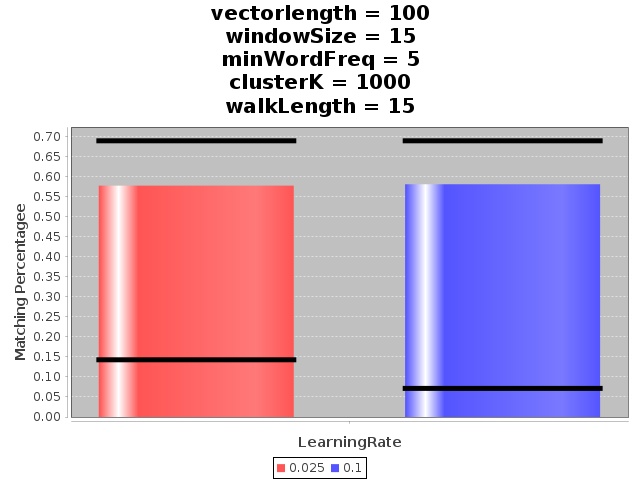 vectorlength = 100
windowSize = 15
minWordFreq = 5
clusterK = 1000
walkLength = 15
0.70
0.65
0.60
0.55
0.50
0.45
0.40
0.35
0.30
0.25
0.20
0.15
0.10
0.05
0.00
Matching Percentagee
LearningRate
0.025 0.1